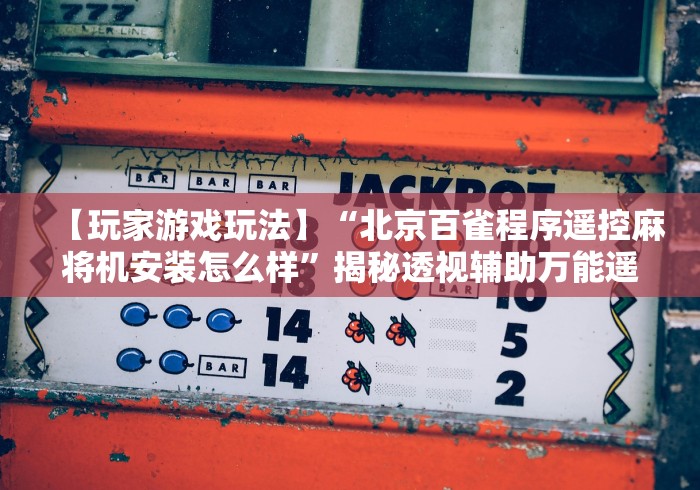 777
CENTER LINE
BAR BAR BAR
JACKPOT
【玩家游戏玩法】“北京百雀程序遥控麻
将机安装怎么样”揭秘透视辅助万能遥
10
14
5
BAR
14
2